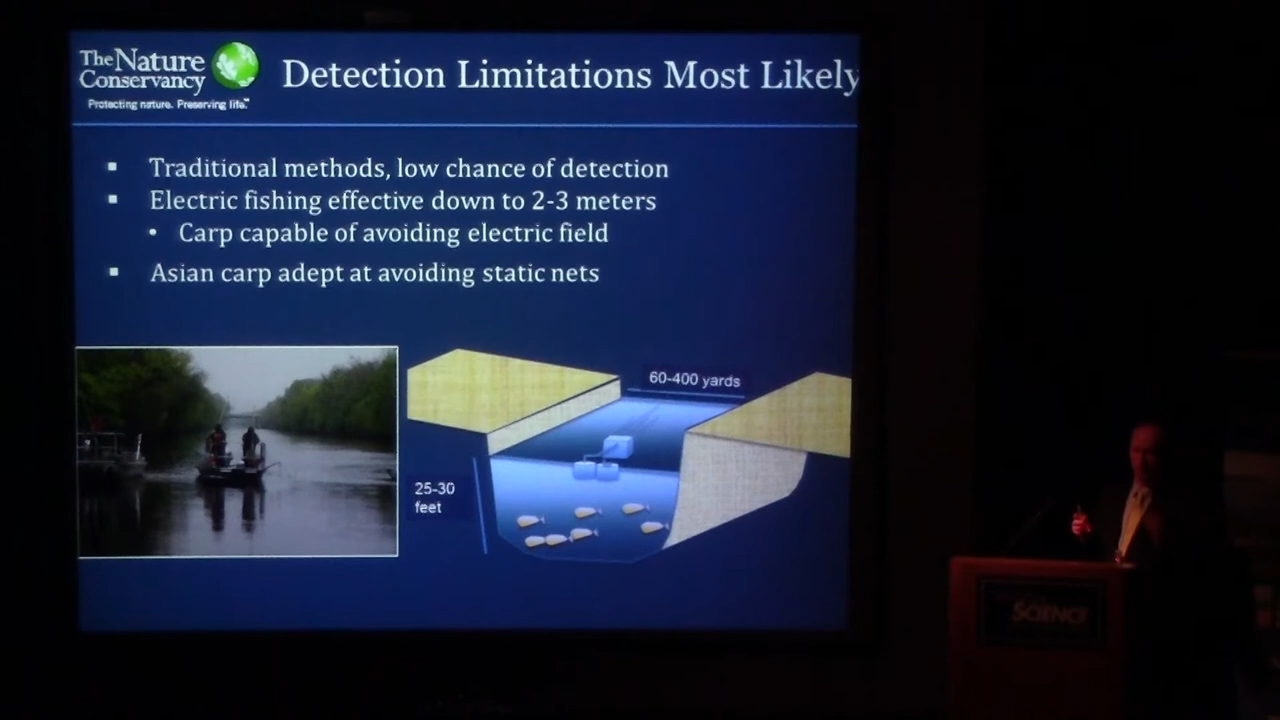 The Nature
Conservancy
Protecting nature. Preserving life.™
Detection Limitations Most Likely
Traditional methods, low chance of detection
Electric fishing effective down to 2-3 meters
Carp capable of avoiding electric field
Asian carp adept at avoiding static nets
60-400 yards
25-30
feet
SCIENCE